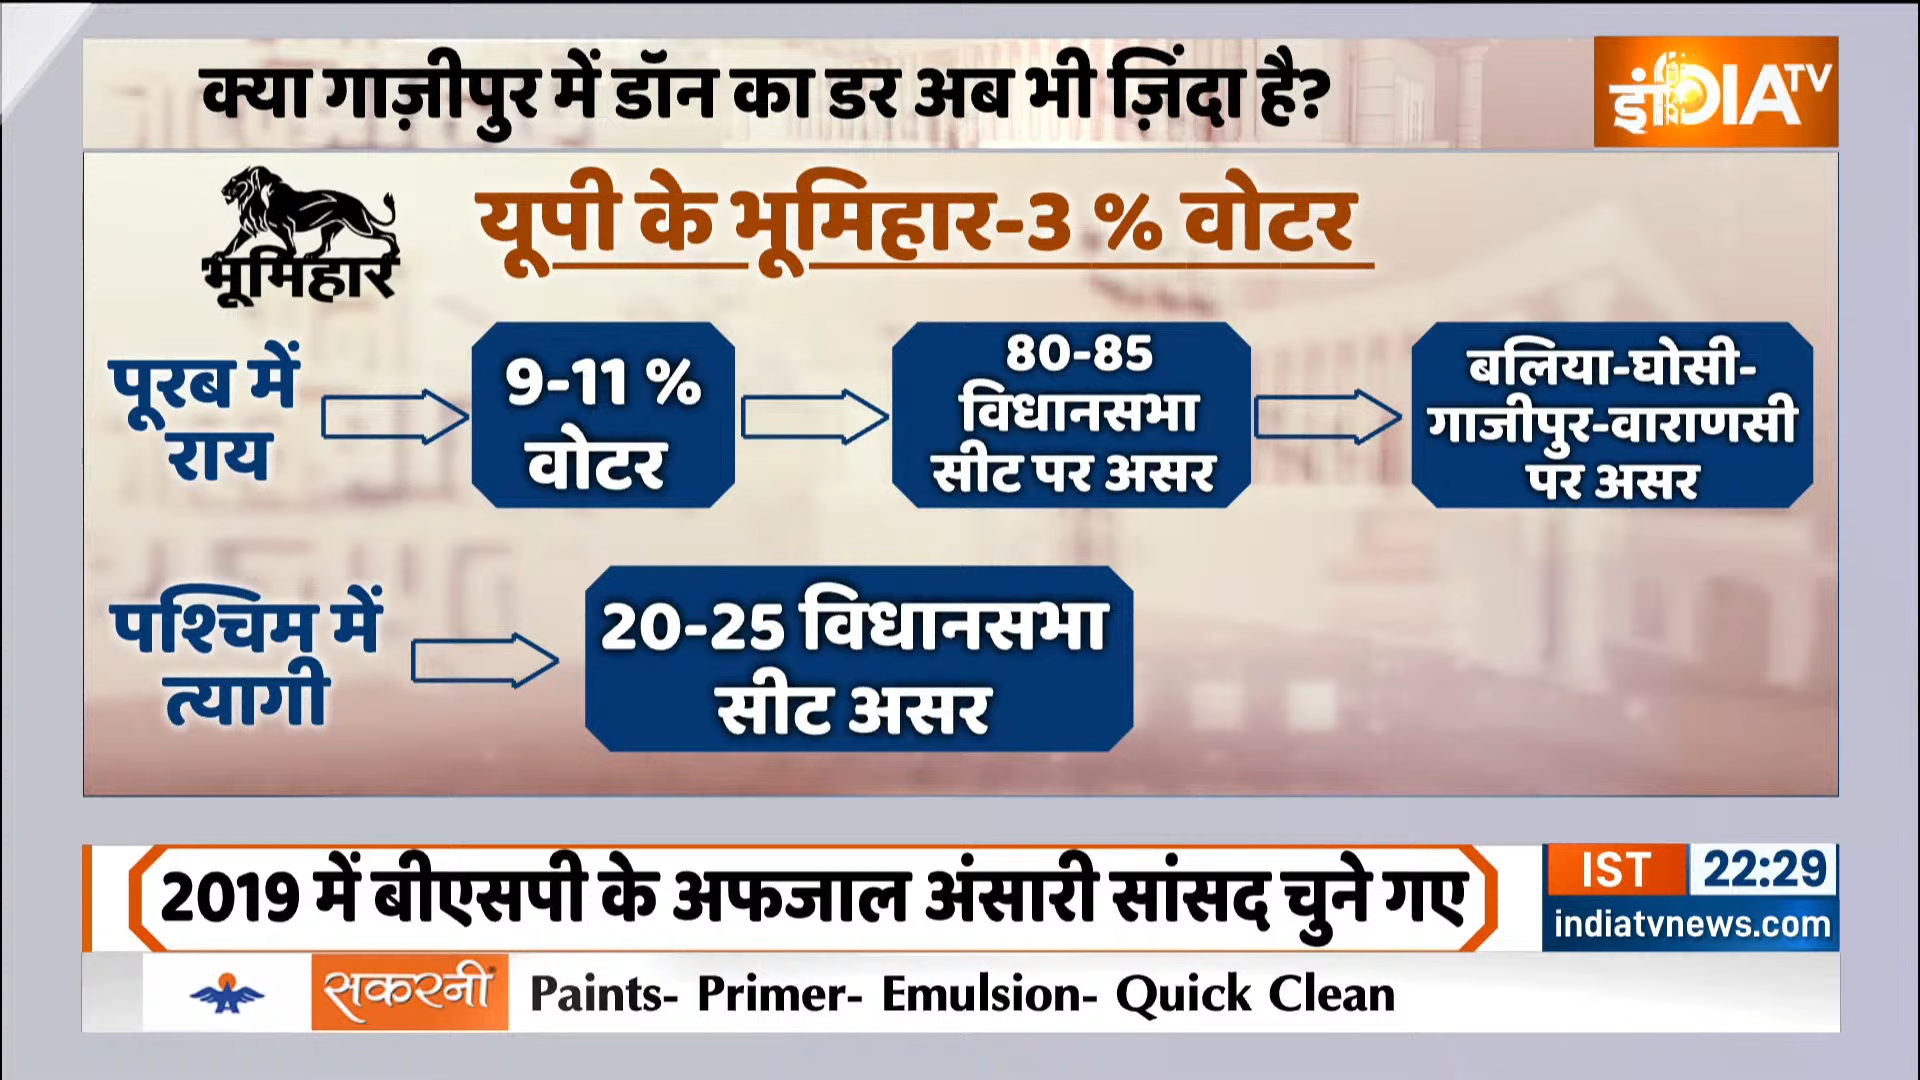 क्या गाज़ीपुर में डॉन का डर अब भी ज़िंदा है?
इंDIA TV
भूमिहार
यूपी के भूमिहार-3 % वोटर
पूरब में
राय
9-11 %
वोटर
80-85
विधानसभा
सीट पर असर
बलिया-घोसी-
गाजीपुर-वाराणसी
पर असर
पश्चिम में
त्यागी
20-25 विधानसभा
सीट असर
2019 में बीएसपी के अफजाल अंसारी सांसद चुने गए
IST 22:29
indiatvnews.com
सकरनी Paints- Primer- Emulsion- Quick Clean